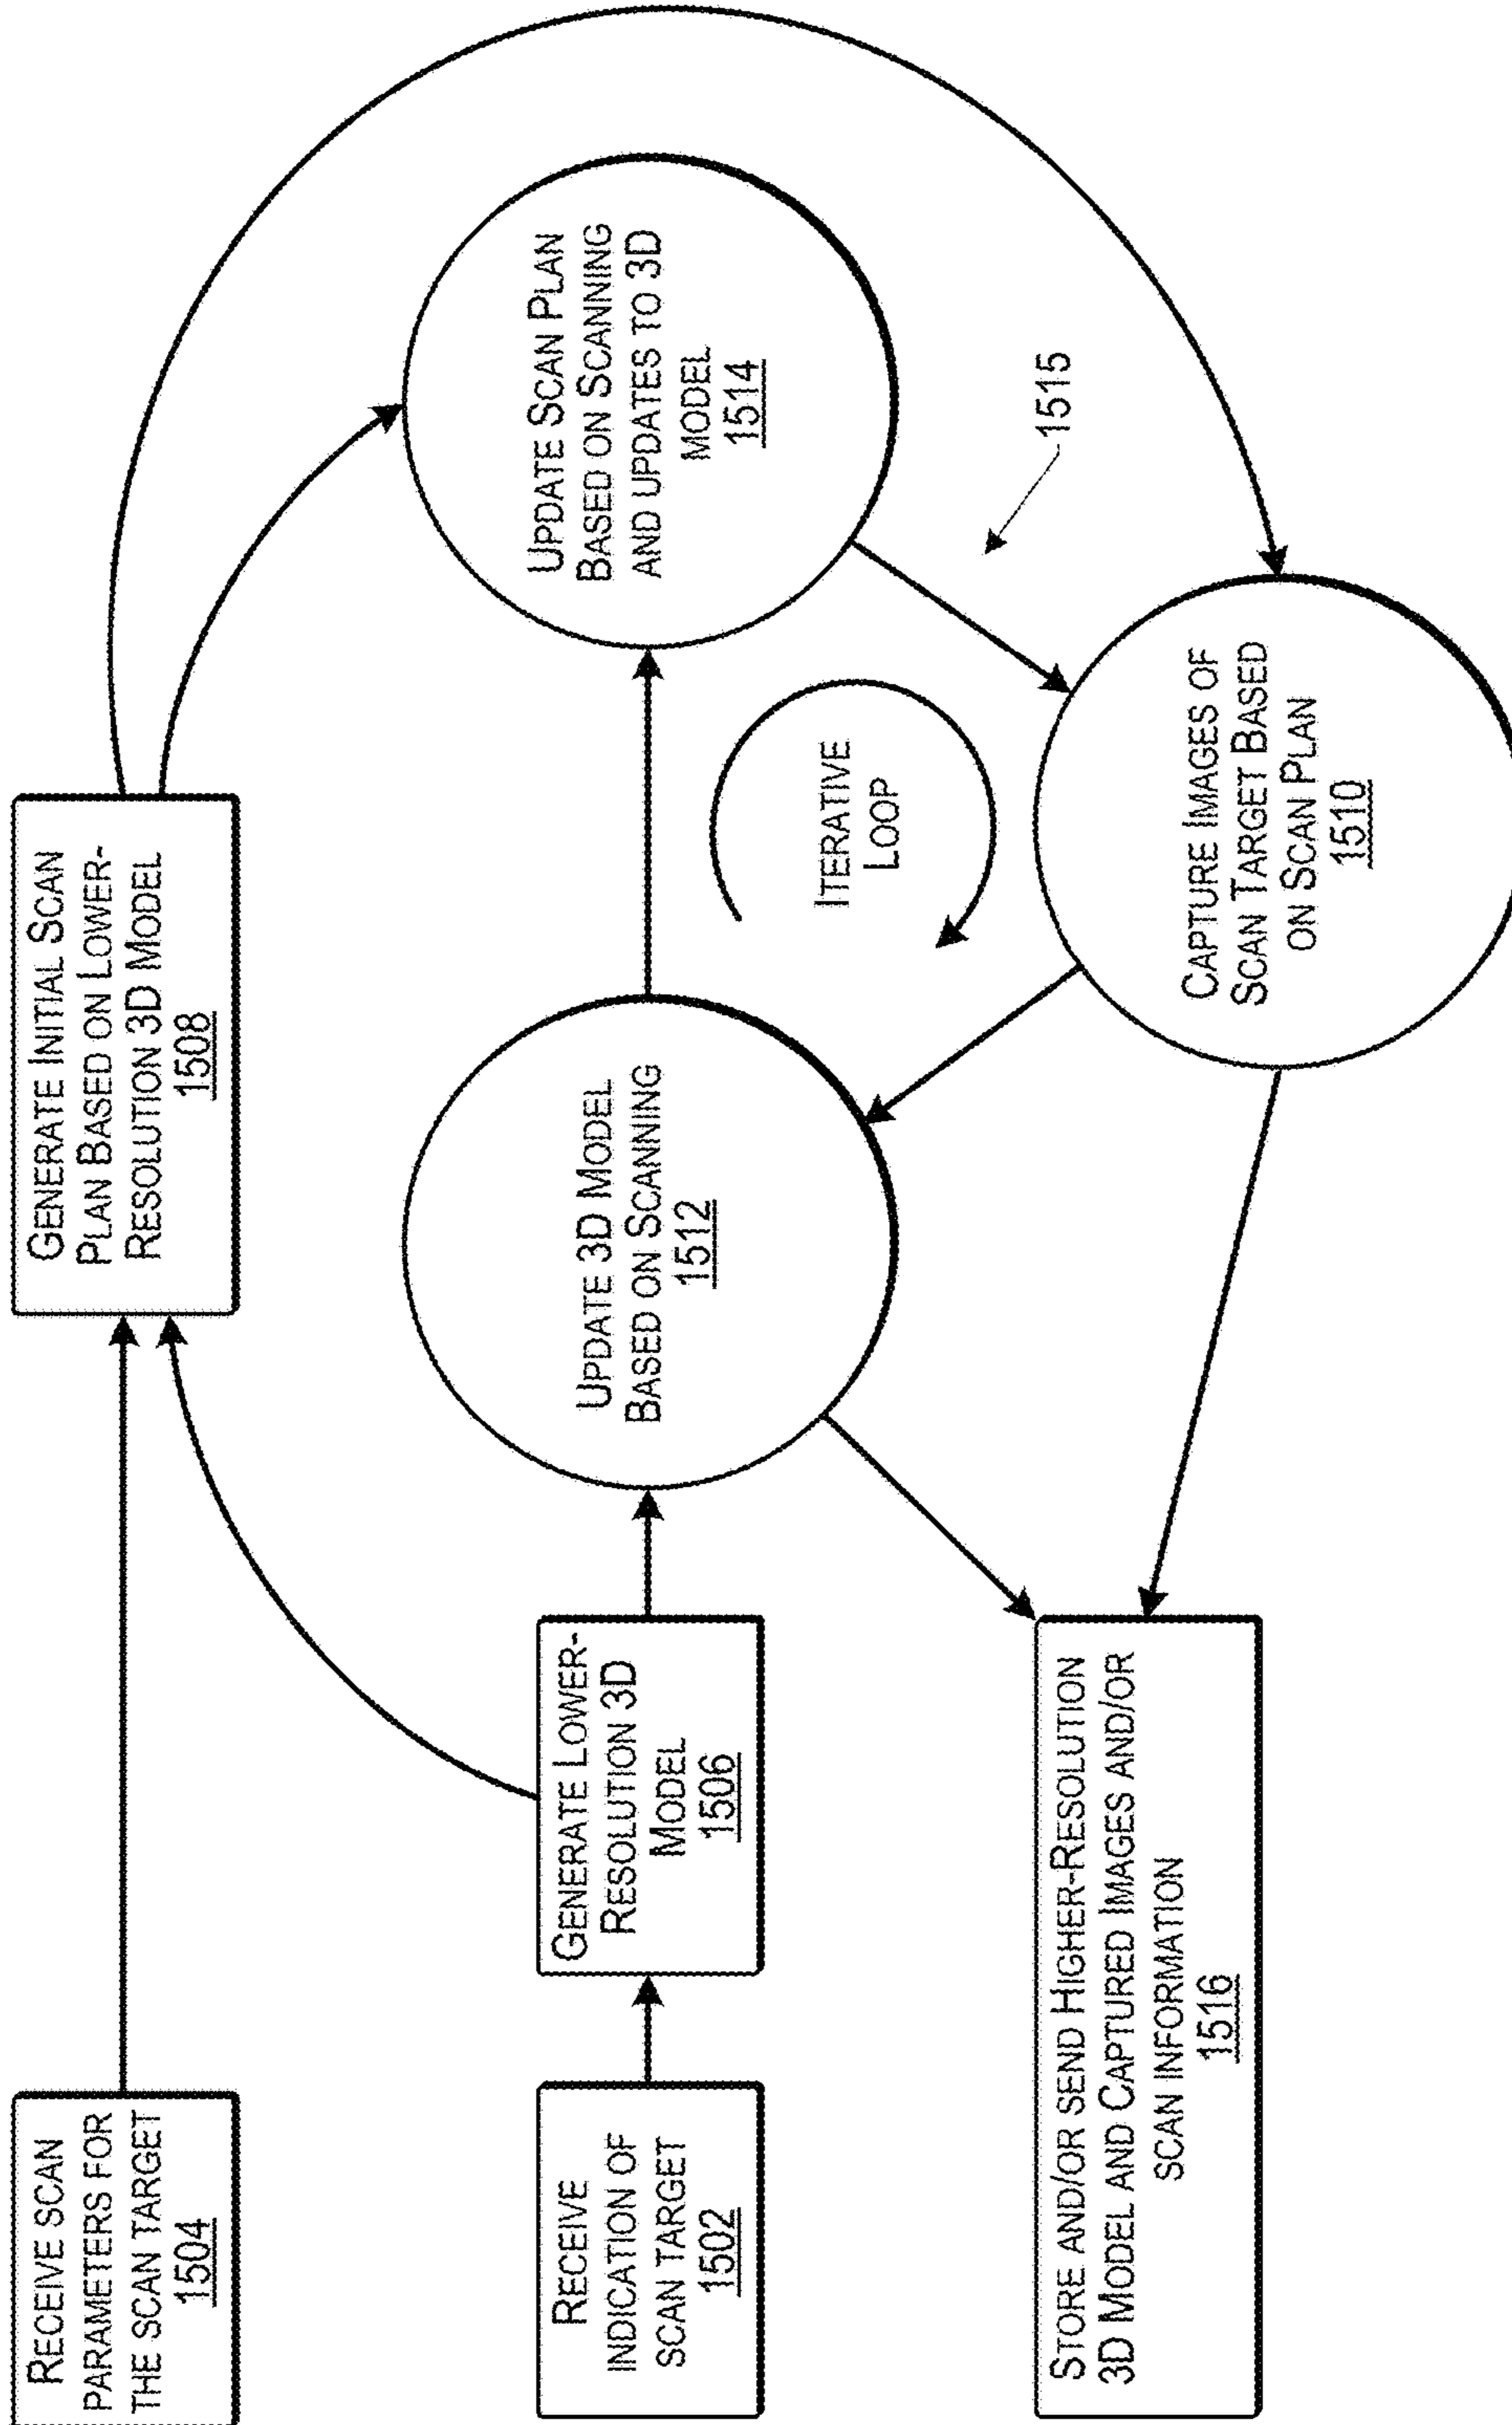 RECEIVE SCAN
PARAMETERS FOR
THE SCAN TARGET
1504
GENERATE INITIAL SCAN
PLAN BASED ON LOWER-
RESOLUTION 3D MODEL
1508
RECEIVE
INDICATION OF
SCAN TARGET
1502
GENERATE LOWER-
RESOLUTION 3D
MODEL
1506
UPDATE 3D MODEL
BASED ON SCANNING
1512
UPDATE SCAN PLAN
BASED ON SCANNING
AND UPDATES TO 3D
MODEL
1514
ITERATIVE
LOOP
1515
STORE AND/OR SEND HIGHER-RESOLUTION
3D MODEL AND CAPTURED IMAGES AND/OR
SCAN INFORMATION
1516
CAPTURE IMAGES OF
SCAN TARGET BASED
ON SCAN PLAN
1510